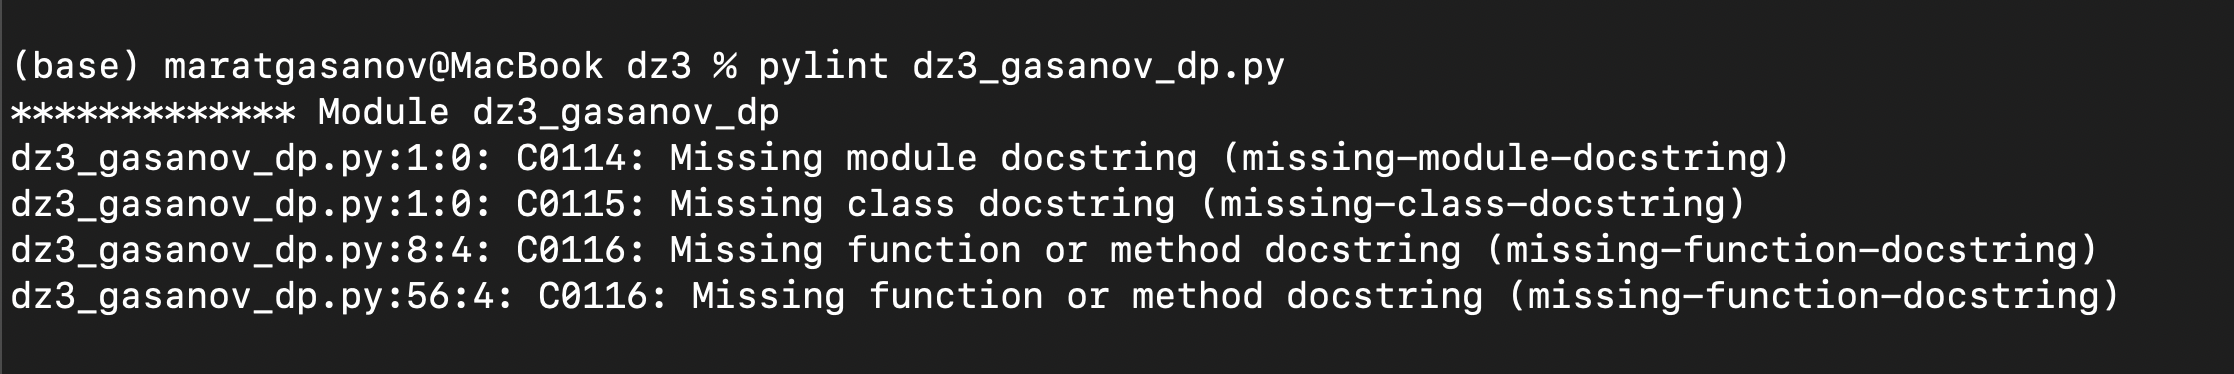 (base) maratgasanov@MacBook dz3 % pylint dz3_gasanov_dp.py
************* Module dz3_gasanov_dp
dz3_gasanov_dp.py:1:0: C0114: Missing module docstring (missing-module-docstring)
dz3_gasanov_dp.py:1:0: C0115: Missing class docstring (missing-class-docstring)
dz3_gasanov_dp.py:8:4: C0116: Missing function or method docstring (missing-function-docstring)
dz3_gasanov_dp.py:56:4: C0116: Missing function or method docstring (missing-function-docstring)